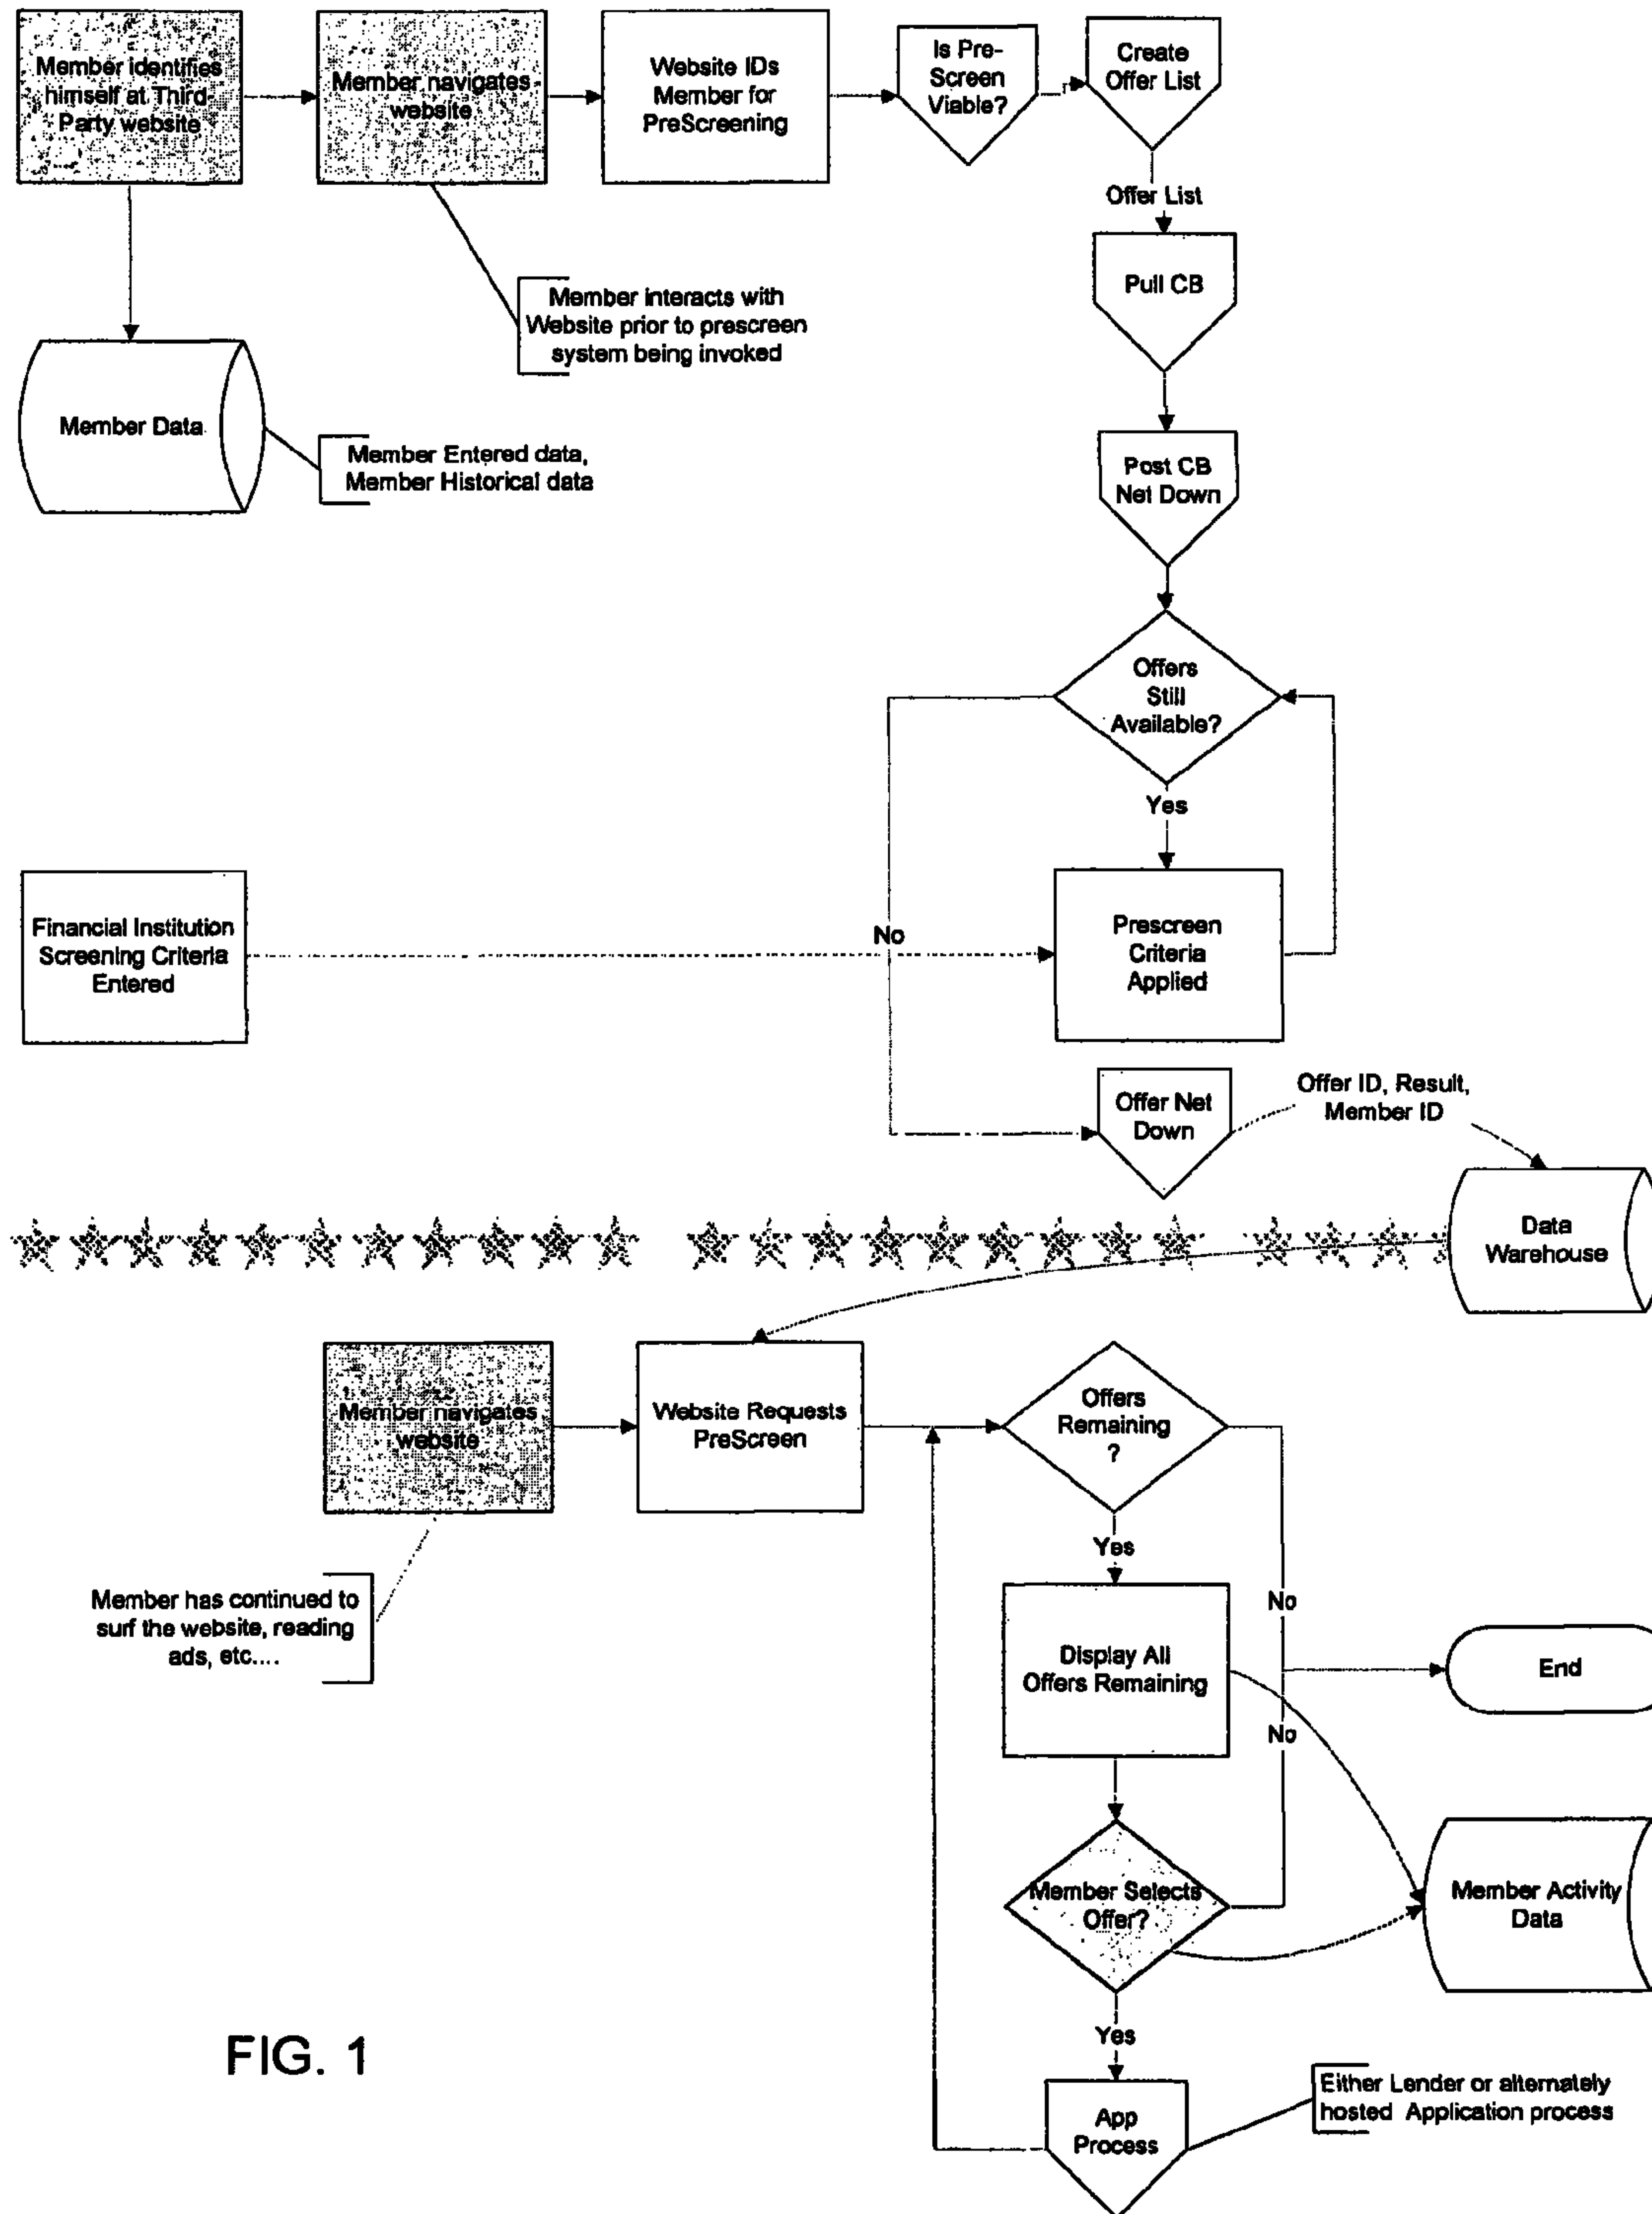 Member identifies
himself at Third
Party website
Member navigates
website
Website IDs
Member for
PreScreening
Is Pre-
Screen
Viable?
Create
Offer List
Offer List
Pull CB
Member interacts with
Website prior to prescreen
system being invoked
Member Data
Member Entered data,
Member Historical data
Post CB
Net Down
Offers
Still
Available?
Yes
Financial Institution
Screening Criteria
Entered
No
Prescreen
Criteria
Applied
Offer Net
Down
Offer ID, Result,
Member ID
Data
Warehouse
Member navigates
website
Website Requests
PreScreen
Offers
Remaining
?
Yes
No
Member has continued to
surf the website, reading
ads, etc....
Display All
Offers Remaining
End
No
Member Selects
Offer?
Member Activity
Data
Yes
FIG. 1
App
Process
Either Lender or alternately
hosted Application process